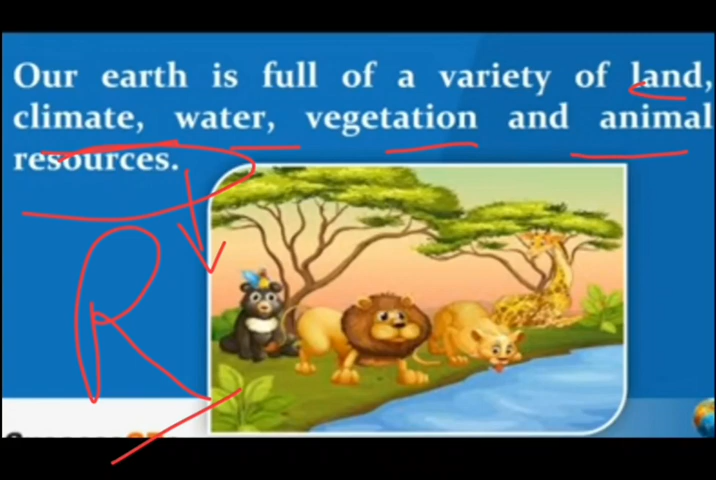 Our earth is full of a variety of land,
climate, water, vegetation and animal
resources.
R